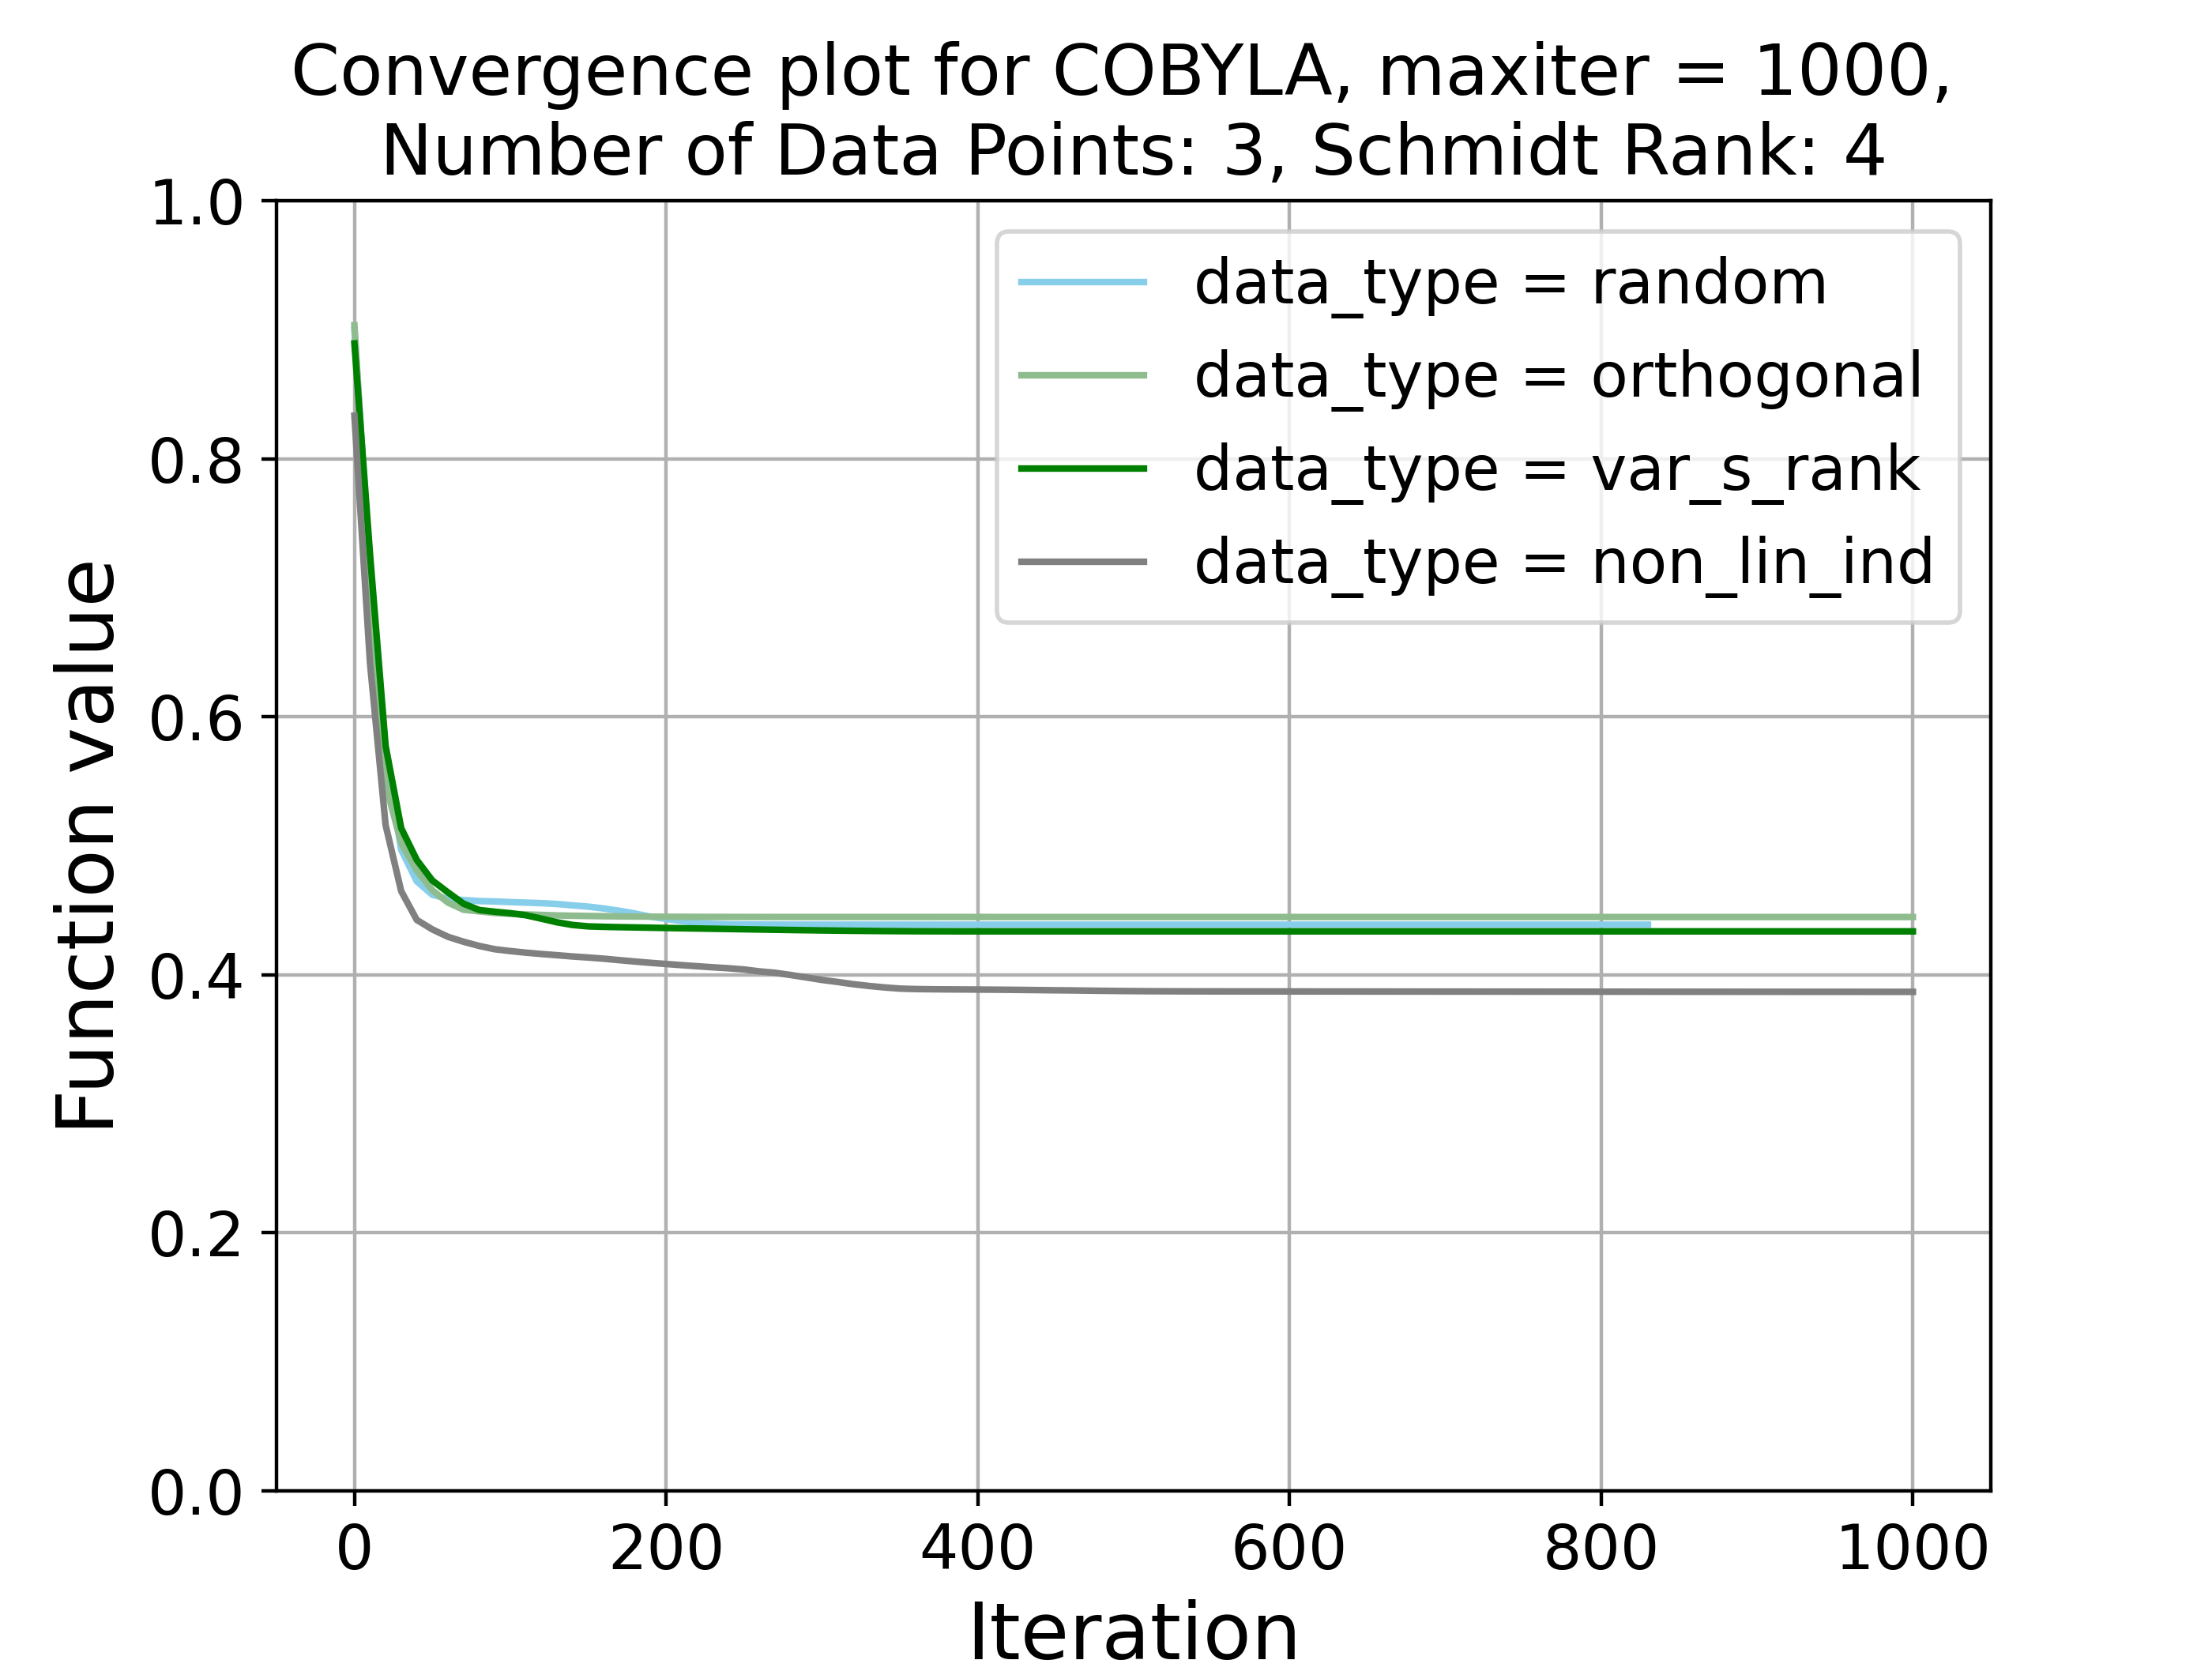 Convergence plot for COBYLA, maxiter = 1000,
Number of Data Points: 3, Schmidt Rank: 4
1.0
0.8
0.6
0.4
0.2
0.0
Function value
data_type = random
data_type = orthogonal
data_type = var_s_rank
data_type = non_lin_ind
0 200 400 600 800 1000
Iteration